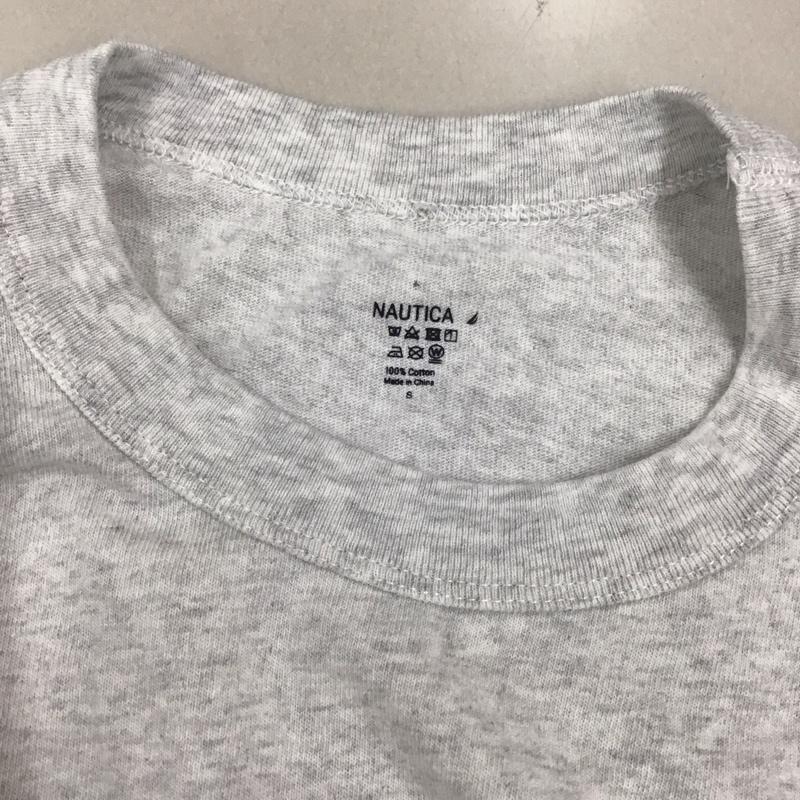 NAUTICA
100% Cotton
Made in China
S